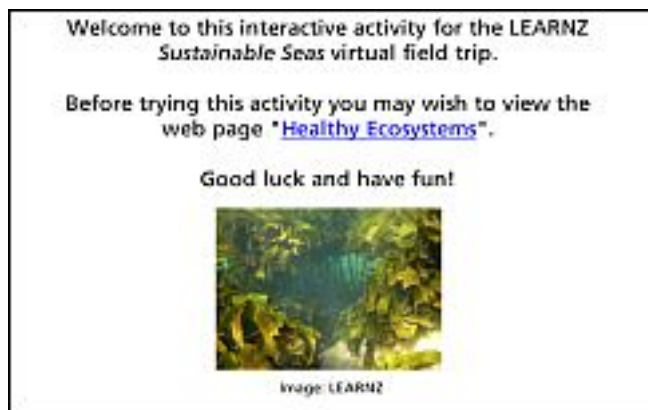 Welcome to this interactive activity for the LEARNZ
Sustainable Seas virtual field trip.
Before trying this activity you may wish to view the
web page "Healthy Ecosystems".
Good luck and have fun!
Image: LEARNZ